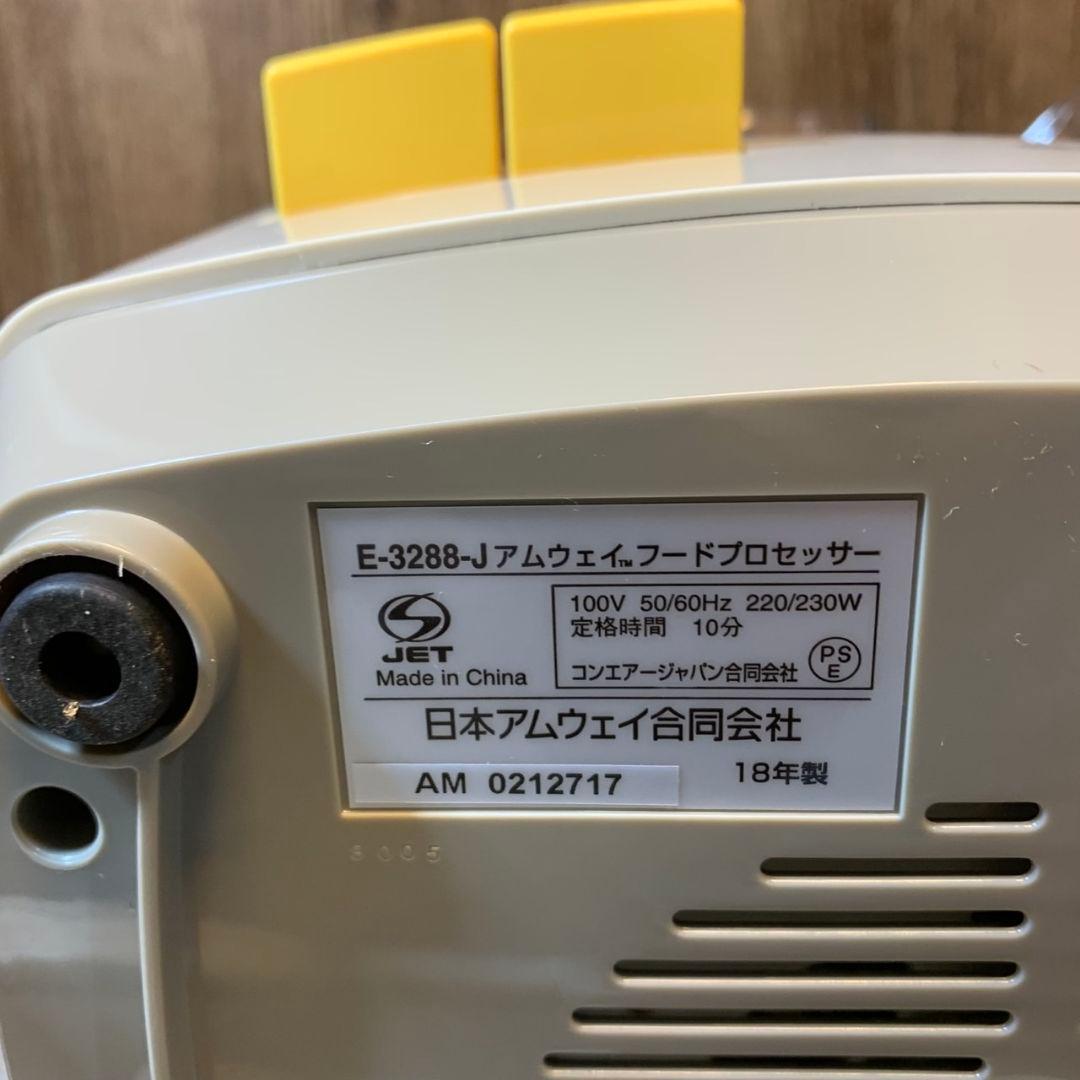 E-3288-Jアムウェイ™フードプロセッサー
JET
Made in China
100V 50/60Hz 220/230W
定格時間 10分
コンエアージャパン合同会社
PS
E
日本アムウェイ合同会社
AM 0212717
18年製